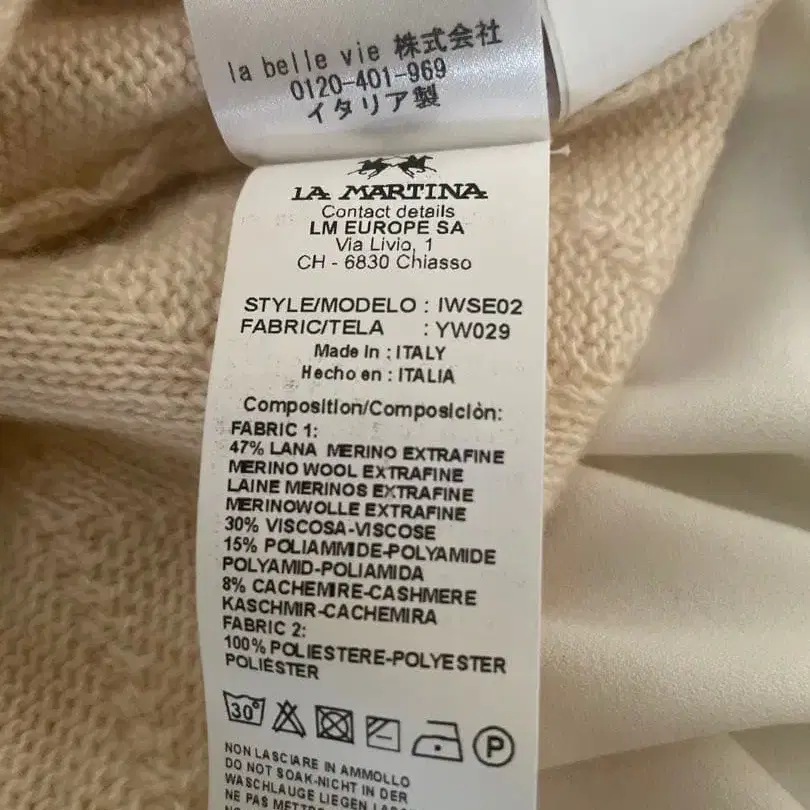 la belle vie 株式会社
0120-401-969
イタリア製
LA MARTINA
Contact details
LM EUROPE SA
Via Livio, 1
CH - 6830 Chiasso
STYLE/MODELO : IWSE02
FABRIC/TELA : YW029
Made in : ITALY
Hecho en : ITALIA
Composition/Composición:
FABRIC 1:
47% LANA MERINO EXTRAFINE
MERINO WOOL EXTRAFINE
LAINE MERINOS EXTRAFINE
MERINOWOLLE EXTRAFINE
30% VISCOSA-VISCOSE
15% POLIAMMIDE-POLYAMIDE
POLYAMID-POLIAMIDA
8% CACHEMIRE-CASHMERE
KASCHMIR-CACHEMIRA
FABRIC 2:
100% POLIESTERE-POLYESTER
POLIÉSTER
30° P
NON LASCIARE IN AMMOLLO
DO NOT SOAK-NICHT IN DER
WASCHLAUGE LIEGEN LASSEN
NE PAS METTRE